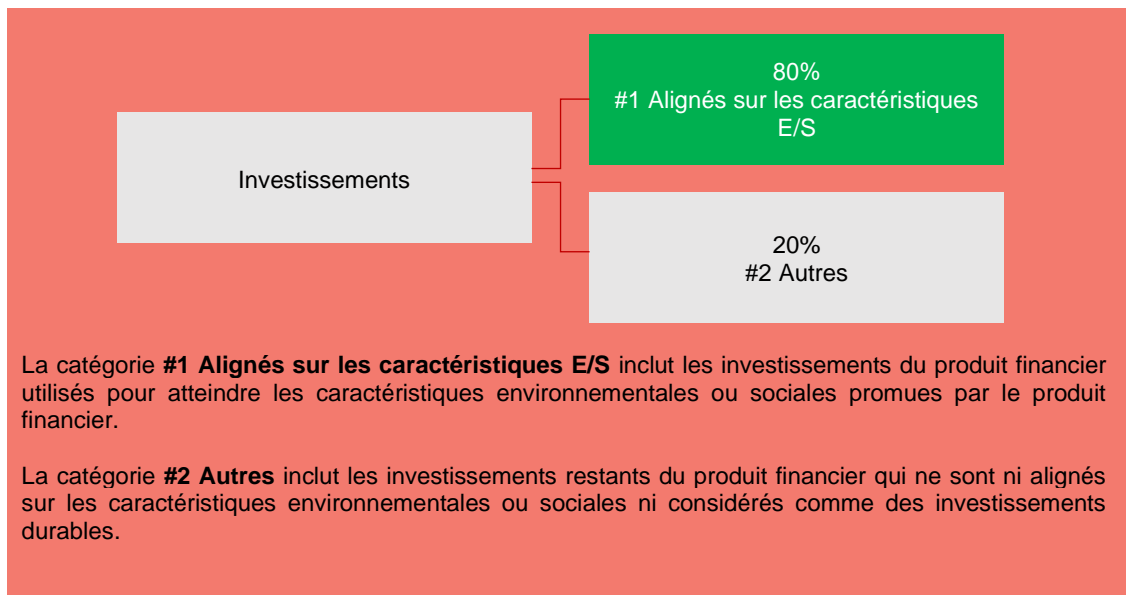 80%
#1 Alignés sur les caractéristiques
E/S
Investissements
20%
#2 Autres
La catégorie #1 Alignés sur les caractéristiques E/S inclut les investissements du produit financier
utilisés pour atteindre les caractéristiques environnementales ou sociales promues par le produit
financier.
La catégorie #2 Autres inclut les investissements restants du produit financier qui ne sont ni alignés
sur les caractéristiques environnementales ou sociales ni considérés comme des investissements
durables.